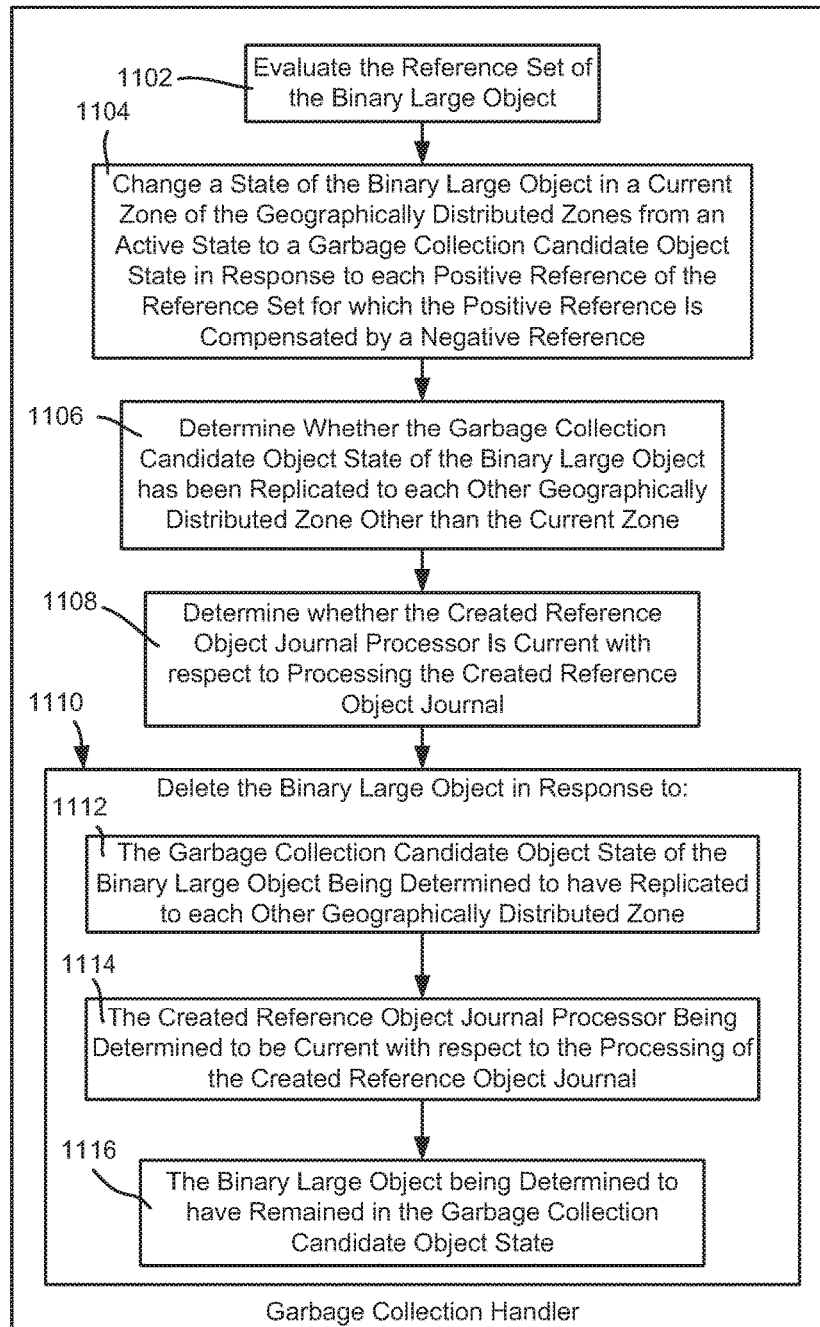 1102
Evaluate the Reference Set of
the Binary Large Object
1104
Change a State of the Binary Large Object in a Current
Zone of the Geographically Distributed Zones from an
Active State to a Garbage Collection Candidate Object
State in Response to each Positive Reference of the
Reference Set for which the Positive Reference Is
Compensated by a Negative Reference
1106
Determine Whether the Garbage Collection
Candidate Object State of the Binary Large Object
has been Replicated to each Other Geographically
Distributed Zone Other than the Current Zone
1108
Determine whether the Created Reference
Object Journal Processor Is Current with
respect to Processing the Created Reference
Object Journal
1110
Delete the Binary Large Object in Response to:
1112
The Garbage Collection Candidate Object State of the
Binary Large Object Being Determined to have Replicated
to each Other Geographically Distributed Zone
1114
The Created Reference Object Journal Processor Being
Determined to be Current with respect to the Processing of
the Created Reference Object Journal
1116
The Binary Large Object being Determined to
have Remained in the Garbage Collection
Candidate Object State
Garbage Collection Handler